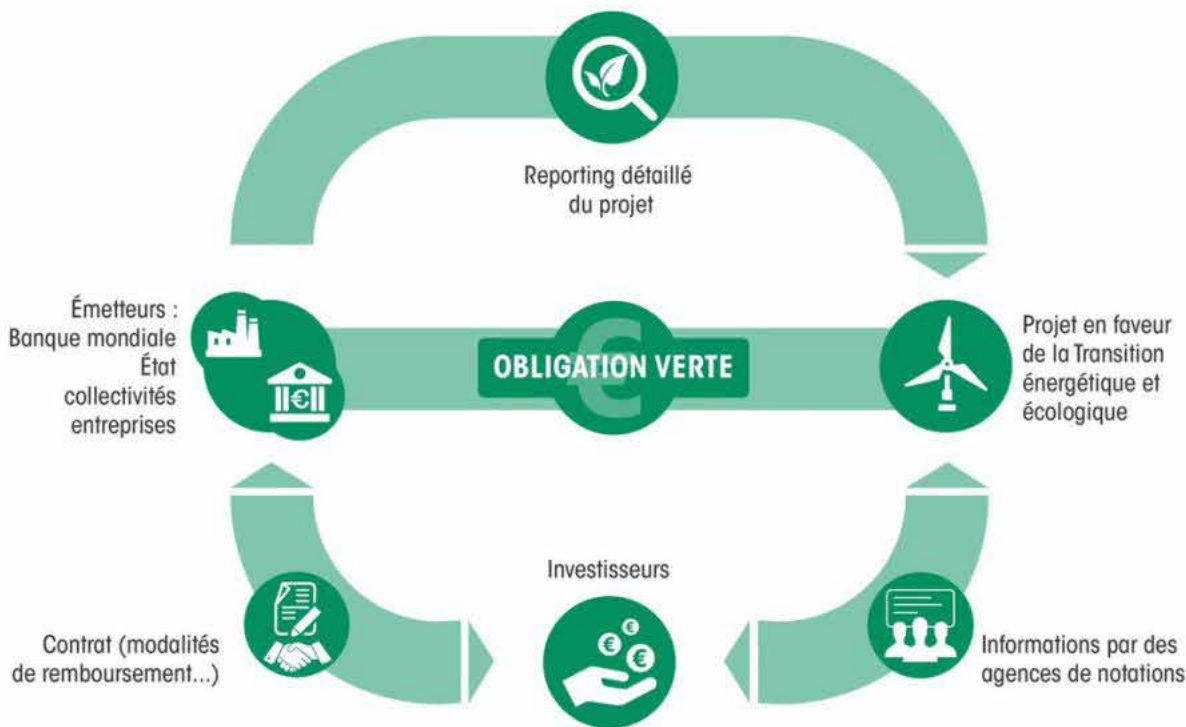 Reporting détaillé
du projet
Émetteurs :
Banque mondiale
État
collectivités
entreprises
€
€
OBLIGATION VERTE
Projet en faveur
de la Transition
énergétique et
écologique
Investisseurs
€
€
€
Contrat (modalités
de remboursement...)
Informations par des
agences de notations